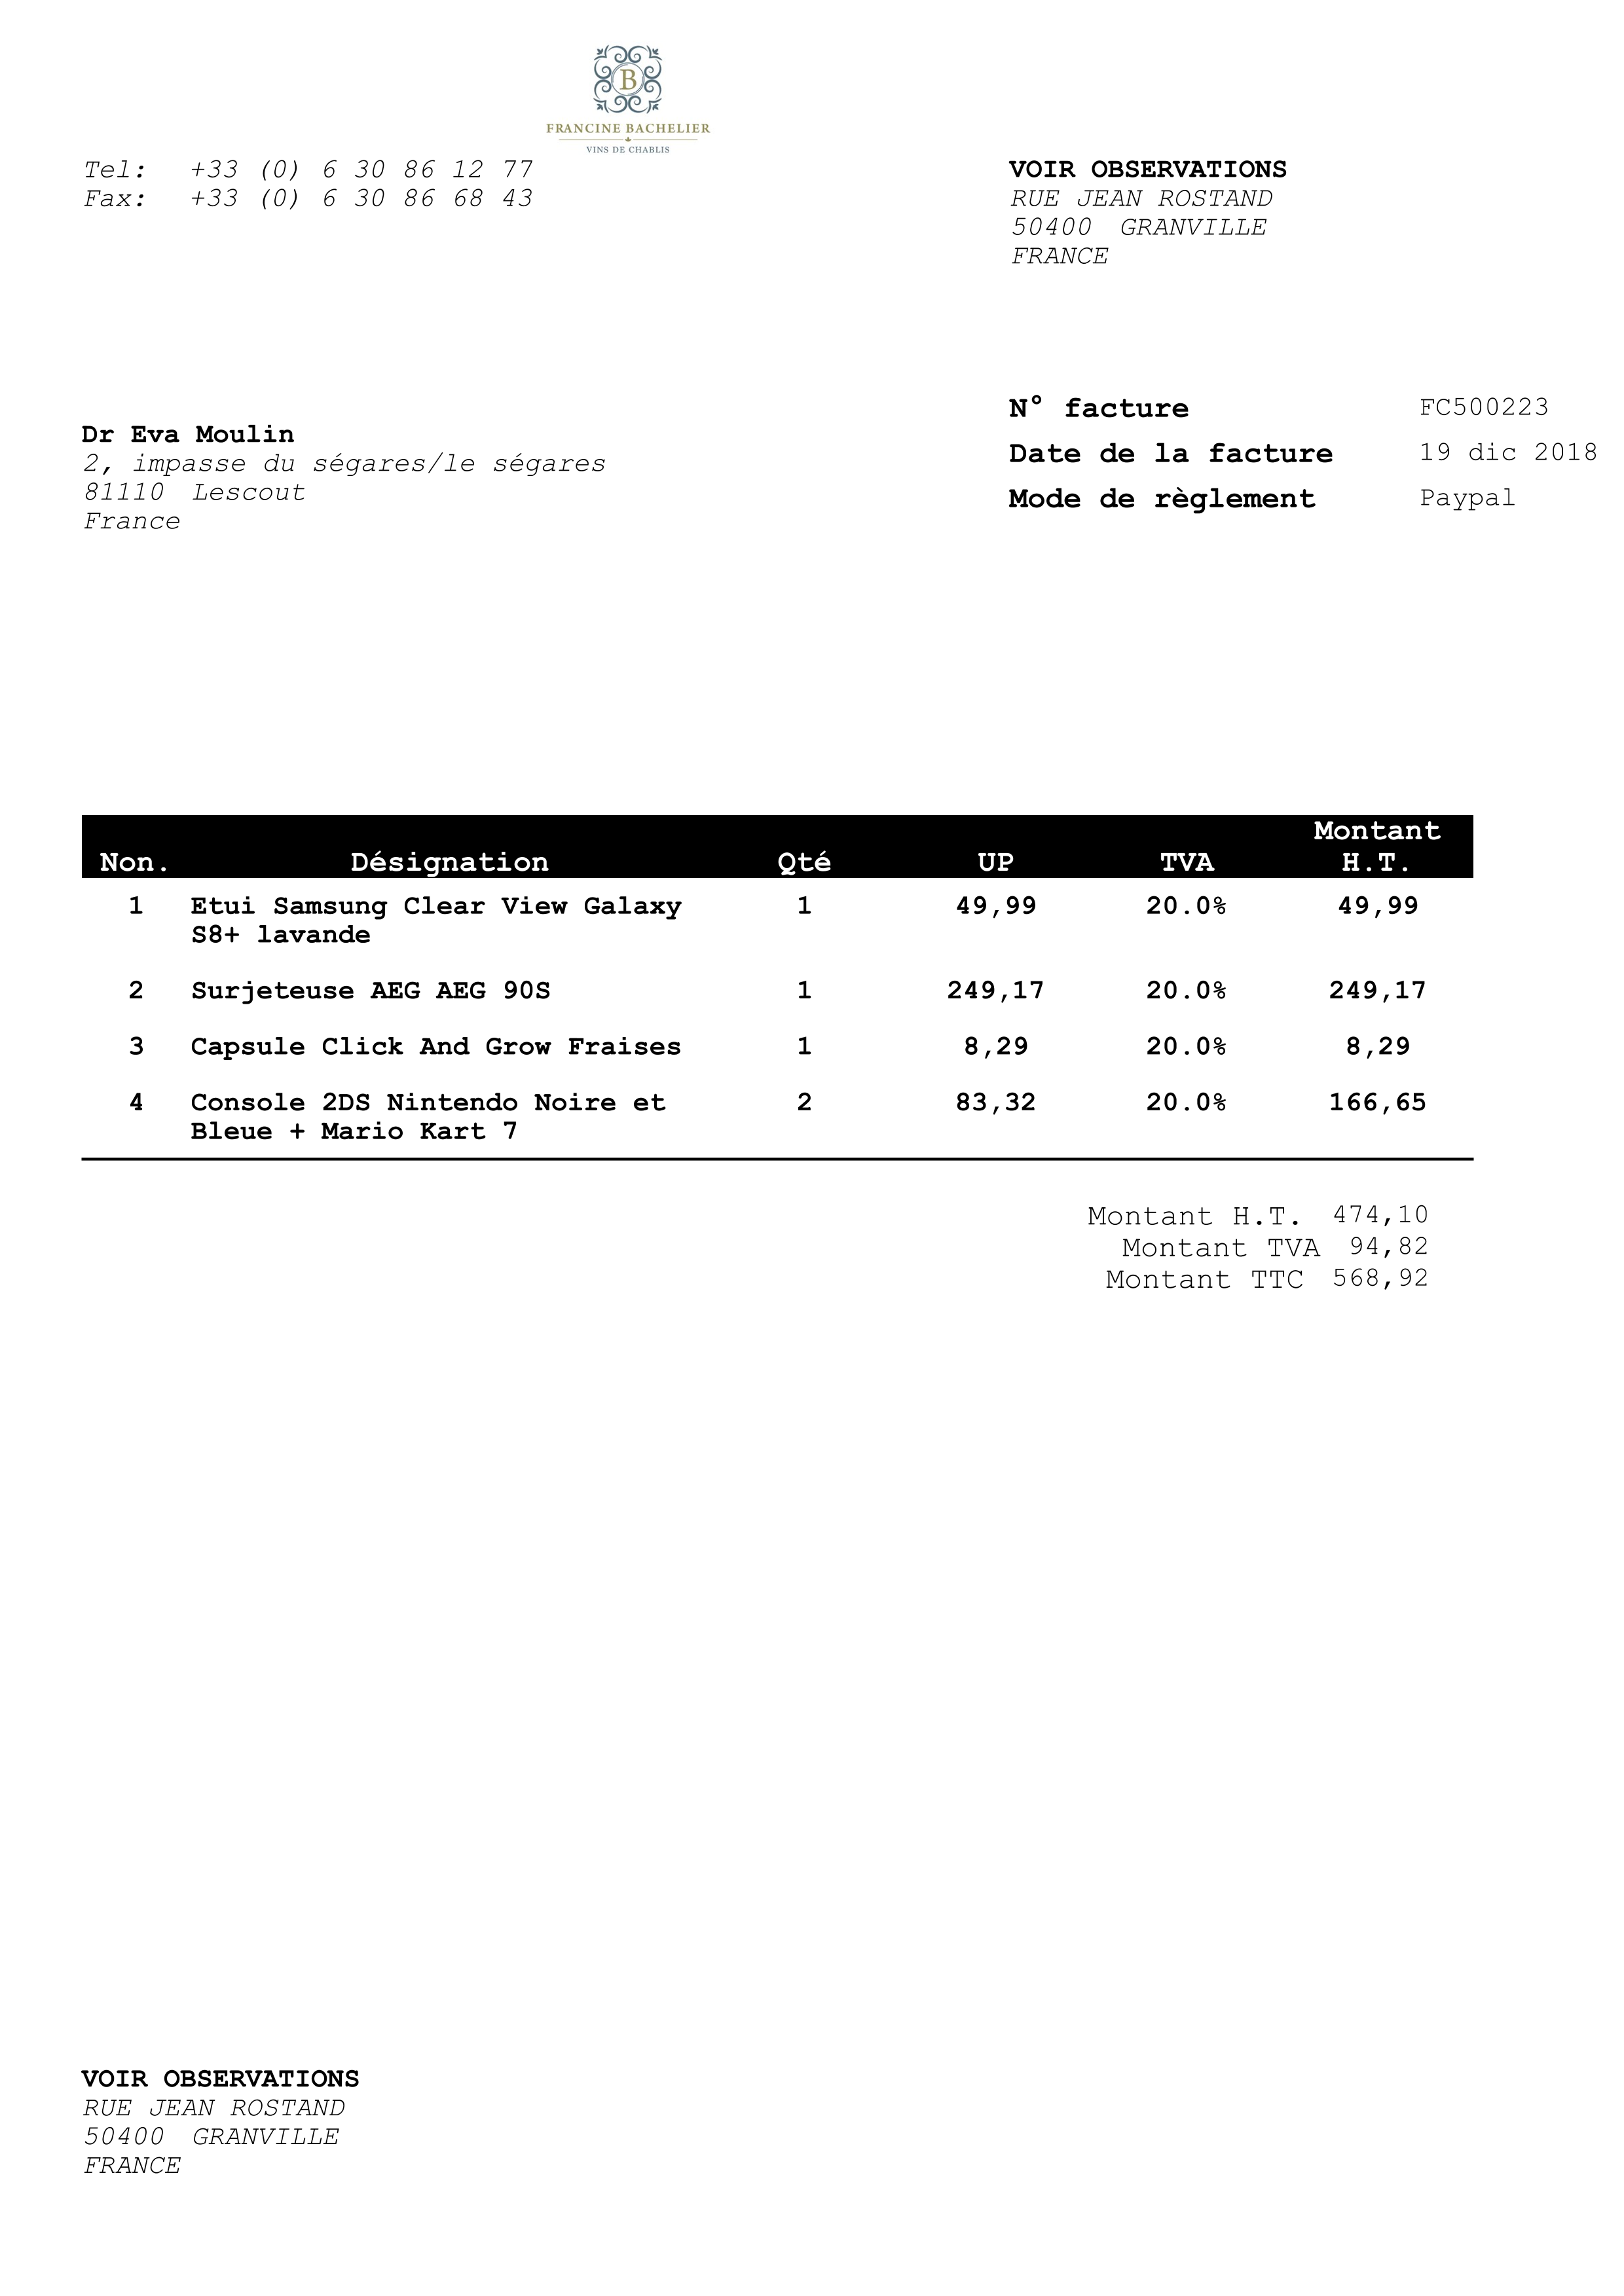 B
FRANCINE BACHELIER
VINS DE CHABLIS
Tel: +33 (0) 6 30 86 12 77
Fax: +33 (0) 6 30 86 68 43
VOIR OBSERVATIONS
RUE JEAN ROSTAND
50400 GRANVILLE
FRANCE
N° facture FC500223
Date de la facture 19 dic 2018
Mode de règlement Paypal
Dr Eva Moulin
2, impasse du ségares/le ségares
81110 Lescout
France
Montant
Non. Désignation Qté UP TVA H.T.
1 Etui Samsung Clear View Galaxy 1 49,99 20.0% 49,99
S8+ lavande
2 Surjeteuse AEG AEG 90S 1 249,17 20.0% 249,17
3 Capsule Click And Grow Fraises 1 8,29 20.0% 8,29
4 Console 2DS Nintendo Noire et 2 83,32 20.0% 166,65
Bleue + Mario Kart 7
Montant H.T. 474,10
Montant TVA 94,82
Montant TTC 568,92
VOIR OBSERVATIONS
RUE JEAN ROSTAND
50400 GRANVILLE
FRANCE